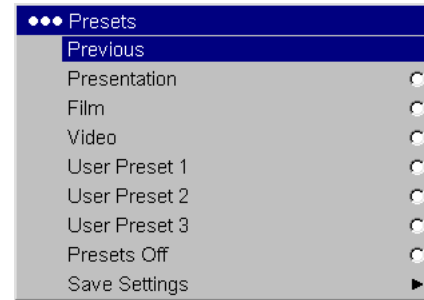 Presets
Previous
Presentation
Film
Video
User Preset 1
User Preset 2
User Preset 3
Presets Off
Save Settings